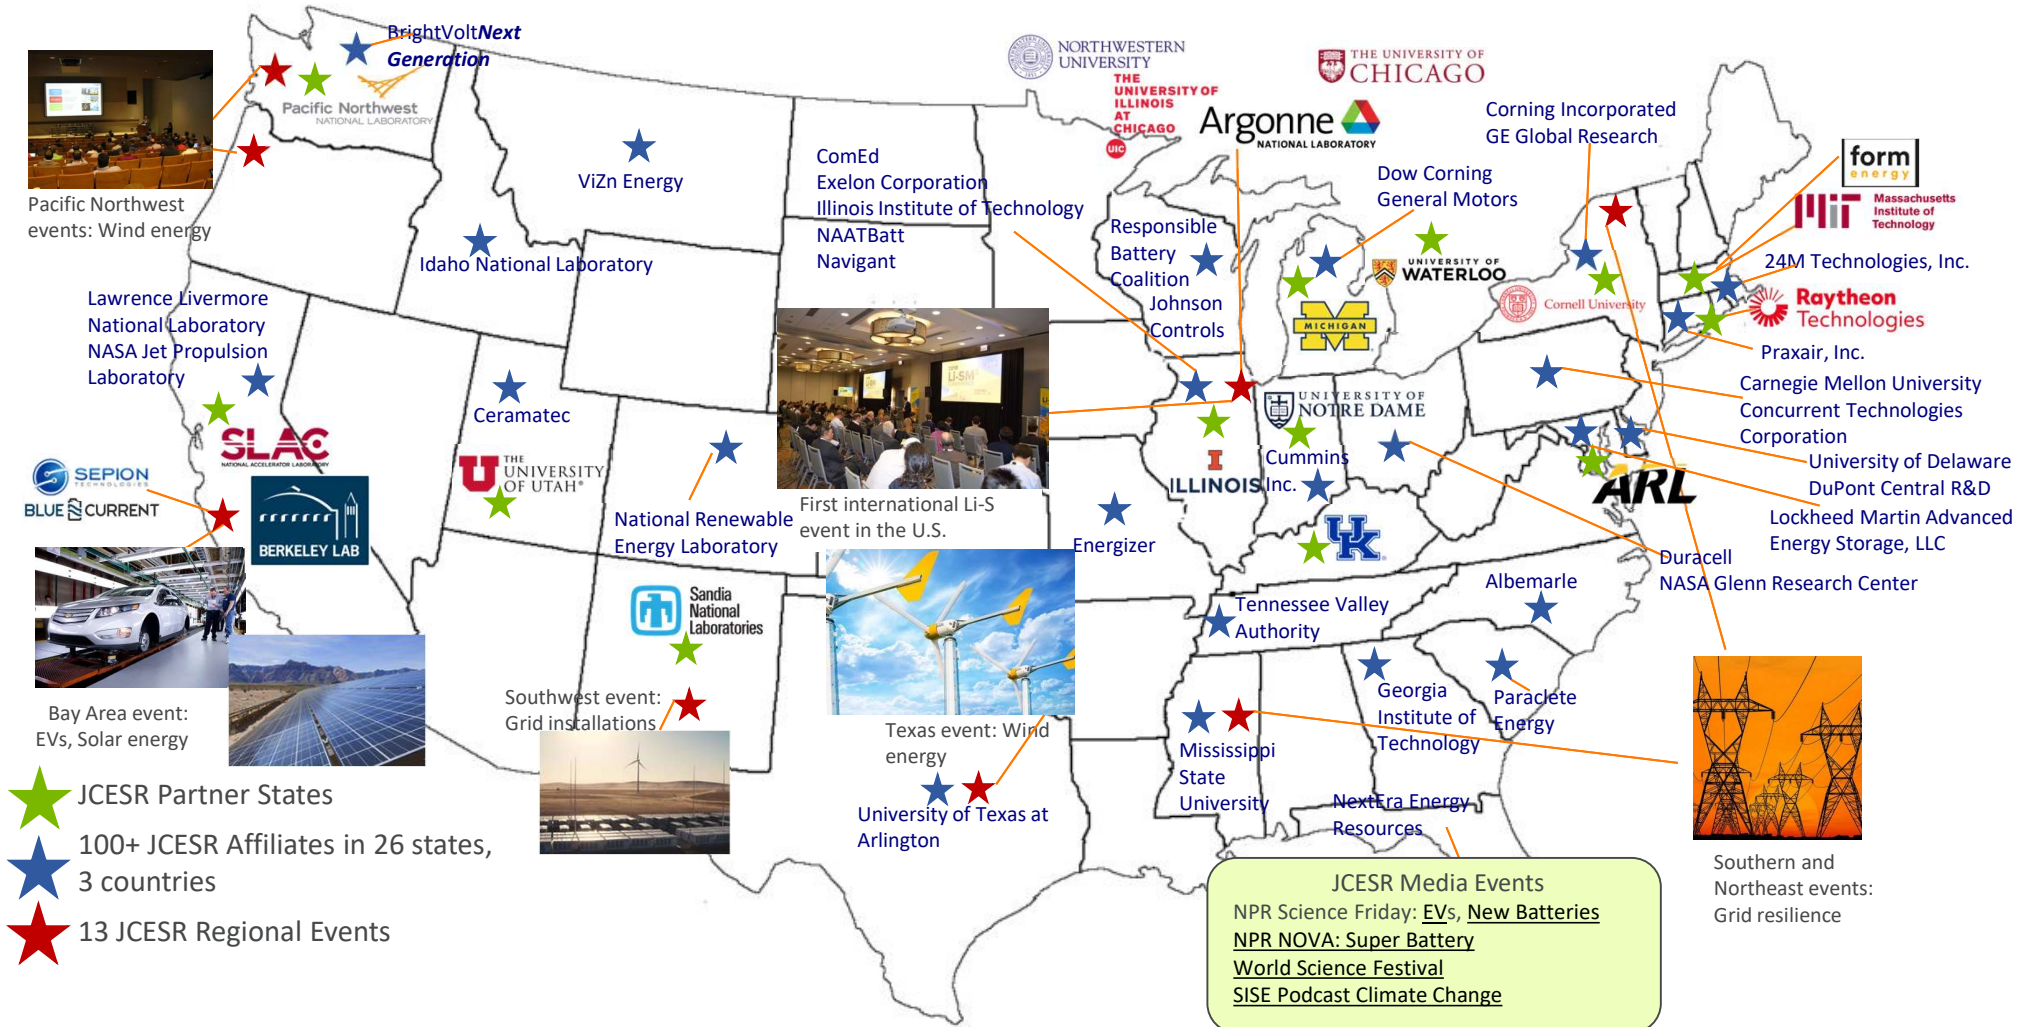 BrightVoltNext
Generation
Pacific Northwest
NATIONAL LABORATORY
Pacific Northwest
events: Wind energy
ViZn Energy
Idaho National Laboratory
Lawrence Livermore
National Laboratory
NASA Jet Propulsion
Laboratory
SLAC
NATIONAL ACCELERATOR LABORATORY
SEPION
TECHNOLOGIES
BLUE CURRENT
BERKELEY LAB
Bay Area event:
EVs, Solar energy
Ceramatec
U THE
UNIVERSITY
OF UTAH®
National Renewable
Energy Laboratory
Sandia
National
Laboratories
Southwest event:
Grid installations
ComEd
Exelon Corporation
Illinois Institute of Technology
NAATBatt
Navigant
Li-SM³
First international Li-S
event in the U.S.
Texas event: Wind
energy
University of Texas at
Arlington
NORTHWESTERN
UNIVERSITY
THE
UNIVERSITY OF
ILLINOIS
AT
CHICAGO
UIC
THE UNIVERSITY OF
CHICAGO
Argonne
NATIONAL LABORATORY
Responsible
Battery
Coalition
Johnson
Controls
Dow Corning
General Motors
UNIVERSITY OF
WATERLOO
M
MICHIGAN
UNIVERSITY OF
NOTRE DAME
I
ILLINOIS
Cummins
Inc.
Energizer
UK
Tennessee Valley
Authority
Albemarle
Georgia
Institute of
Technology
Paraclete
Energy
Mississippi
State
University
NextEra Energy
Resources
Corning Incorporated
GE Global Research
form
energy
MIT
Massachusetts
Institute of
Technology
24M Technologies, Inc.
Cornell University
Raytheon
Technologies
Praxair, Inc.
Carnegie Mellon University
Concurrent Technologies
Corporation
University of Delaware
DuPont Central R&D
ARL
Lockheed Martin Advanced
Energy Storage, LLC
Duracell
NASA Glenn Research Center
Southern and
Northeast events:
Grid resilience
JCESR Partner States
100+ JCESR Affiliates in 26 states,
3 countries
13 JCESR Regional Events
JCESR Media Events
NPR Science Friday: EVs, New Batteries
NPR NOVA: Super Battery
World Science Festival
SISE Podcast Climate Change